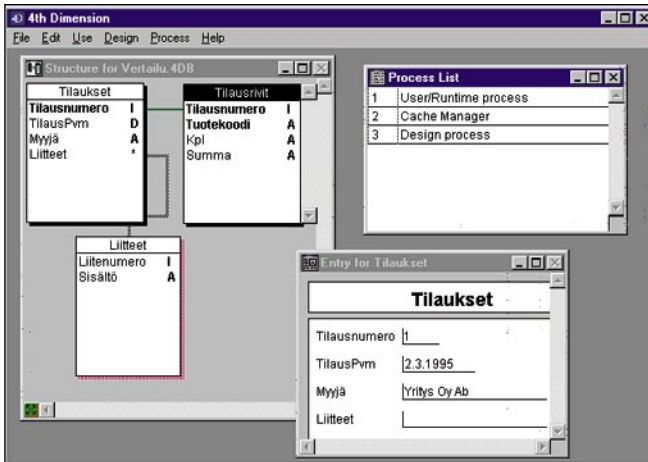 4D 4th Dimension
File Edit Use Design Process Help
Structure for Vertailu.4DB
Tilaukset
Tilausnumero I
TilausPvm D
Myyjä A
Liitteet *
Tilausrivit
Tilausnumero I
Tuotekoodi A
Kpl A
Summa A
Liitteet
Liitenumero I
Sisältö A
Process List
1 User/Runtime process
2 Cache Manager
3 Design process
Entry for Tilaukset
Tilaukset
Tilausnumero 1
TilausPvm 2.3.1995
Myyjä Yritys Oy Ab
Liitteet